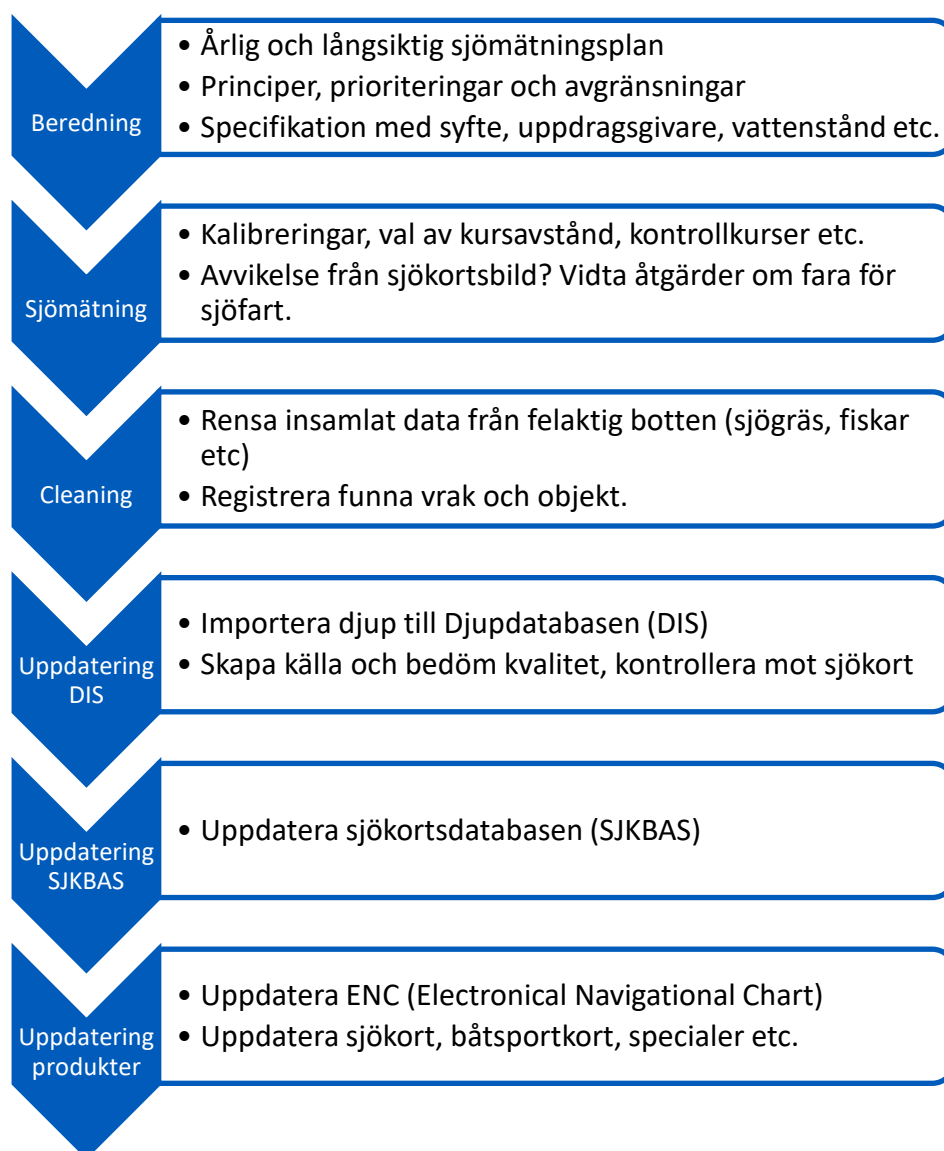 Beredning
• Årlig och långsiktig sjömätningsplan
• Principer, prioriteringar och avgränsningar
• Specifikation med syfte, uppdragsgivare, vattenstånd etc.
Sjömätning
• Kalibreringar, val av kursavstånd, kontrollkurser etc.
• Avvikelse från sjökortsbild? Vidta åtgärder om fara för
sjöfart.
Cleaning
• Rensa insamlat data från felaktig botten (sjögräs, fiskar
etc)
• Registrera funna vrak och objekt.
Uppdatering
DIS
• Importera djup till Djupdatabasen (DIS)
• Skapa källa och bedöm kvalitet, kontrollera mot sjökort
Uppdatering
SJKBAS
• Uppdatera sjökortsdatabasen (SJKBAS)
Uppdatering
produkter
• Uppdatera ENC (Electronical Navigational Chart)
• Uppdatera sjökort, båtsportkort, specialer etc.